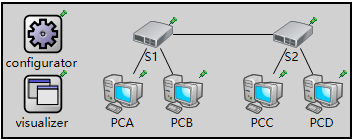 S1
S2
configurator
visualizer
PCA
PCB
PCC
PCD